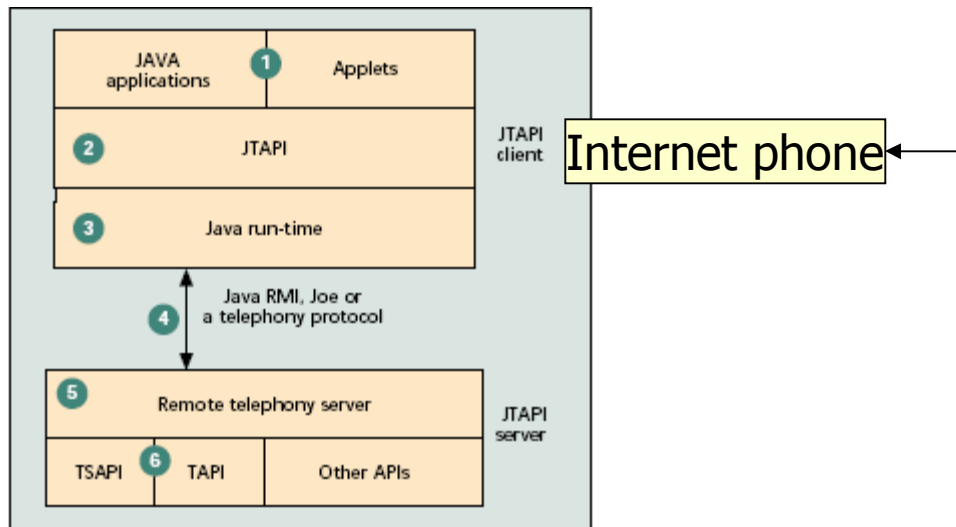 JAVA
applications
1
Applets
2
JTAPI
JTAPI
client
Internet phone
3
Java run-time
4
Java RMI, Joe or
a telephony protocol
5
Remote telephony server
JTAPI
server
TSAPI
6
TAPI
Other APIs